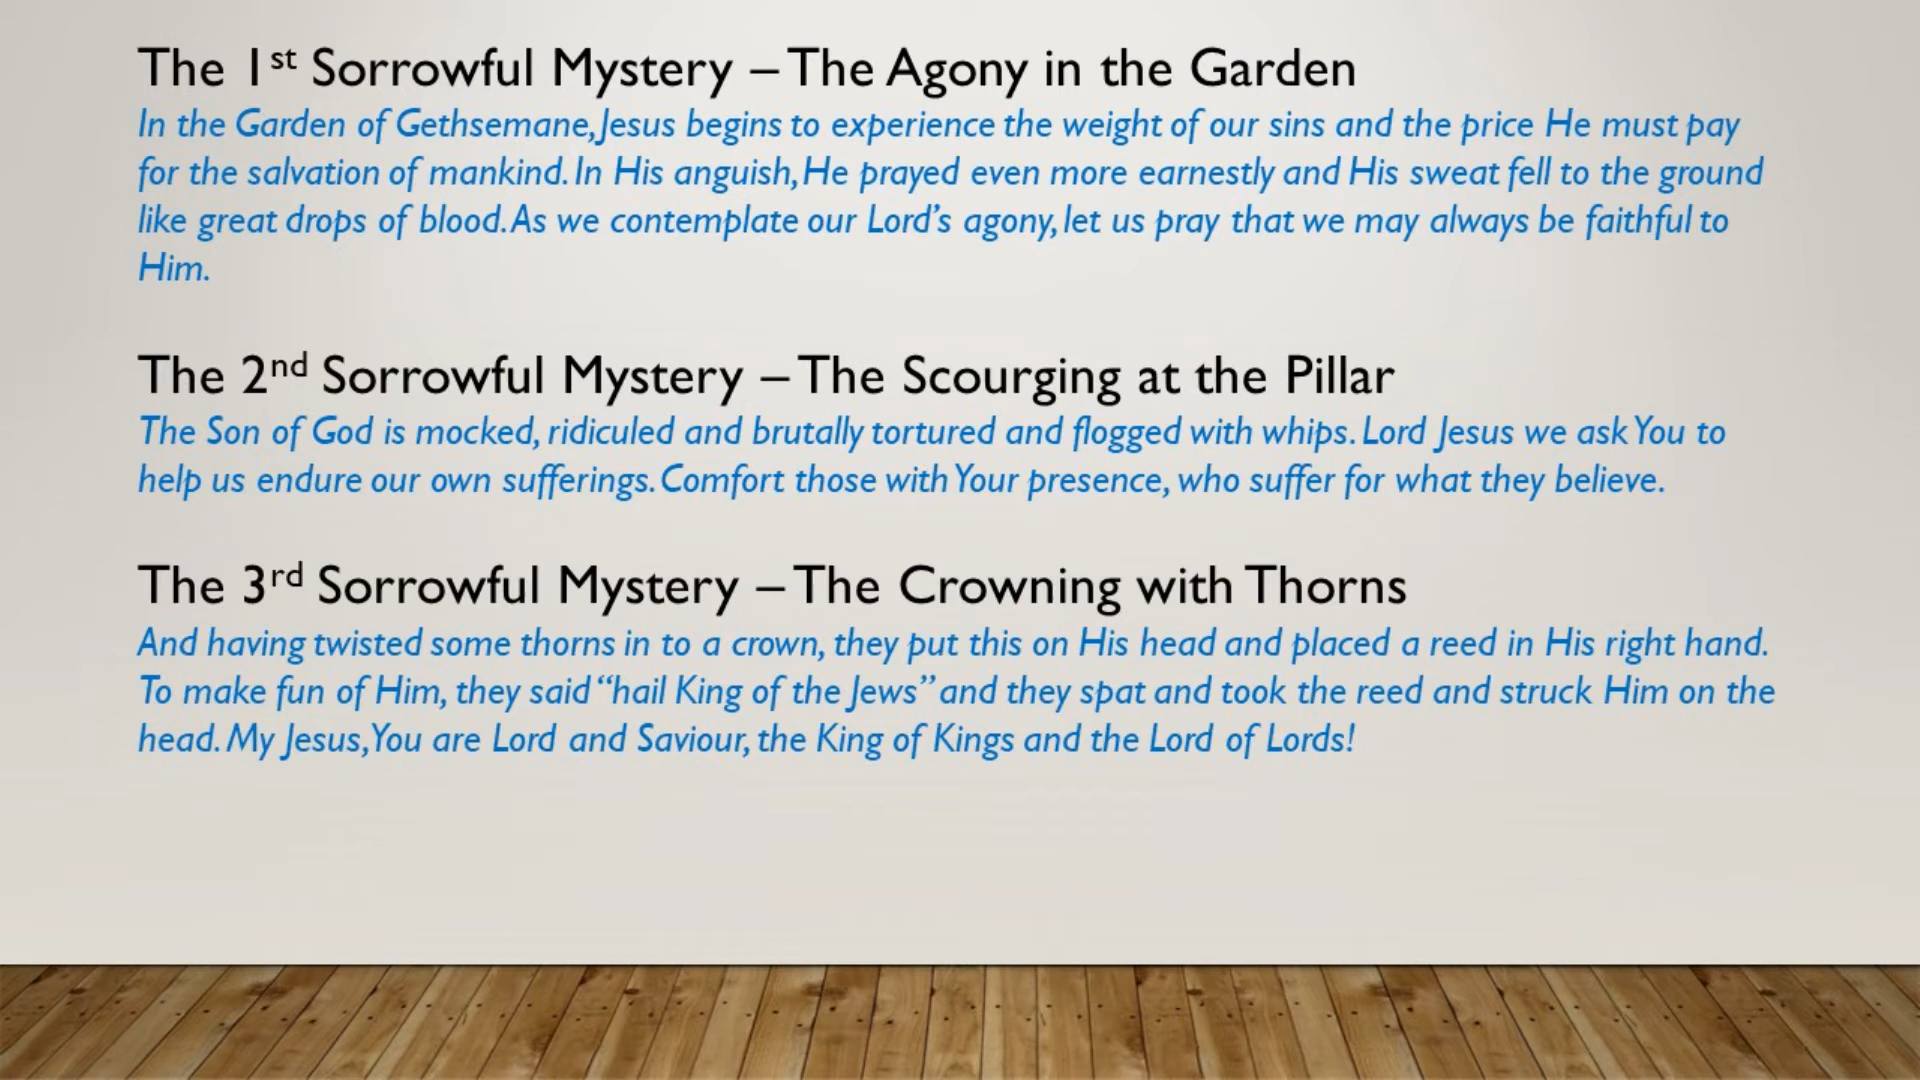 The 1st Sorrowful Mystery – The Agony in the Garden
In the Garden of Gethsemane, Jesus begins to experience the weight of our sins and the price He must pay
for the salvation of mankind. In His anguish, He prayed even more earnestly and His sweat fell to the ground
like great drops of blood. As we contemplate our Lord’s agony, let us pray that we may always be faithful to
Him.
The 2nd Sorrowful Mystery – The Scourging at the Pillar
The Son of God is mocked, ridiculed and brutally tortured and flogged with whips. Lord Jesus we ask You to
help us endure our own sufferings. Comfort those with Your presence, who suffer for what they believe.
The 3rd Sorrowful Mystery – The Crowning with Thorns
And having twisted some thorns in to a crown, they put this on His head and placed a reed in His right hand.
To make fun of Him, they said “hail King of the Jews” and they spat and took the reed and struck Him on the
head. My Jesus, You are Lord and Saviour, the King of Kings and the Lord of Lords!